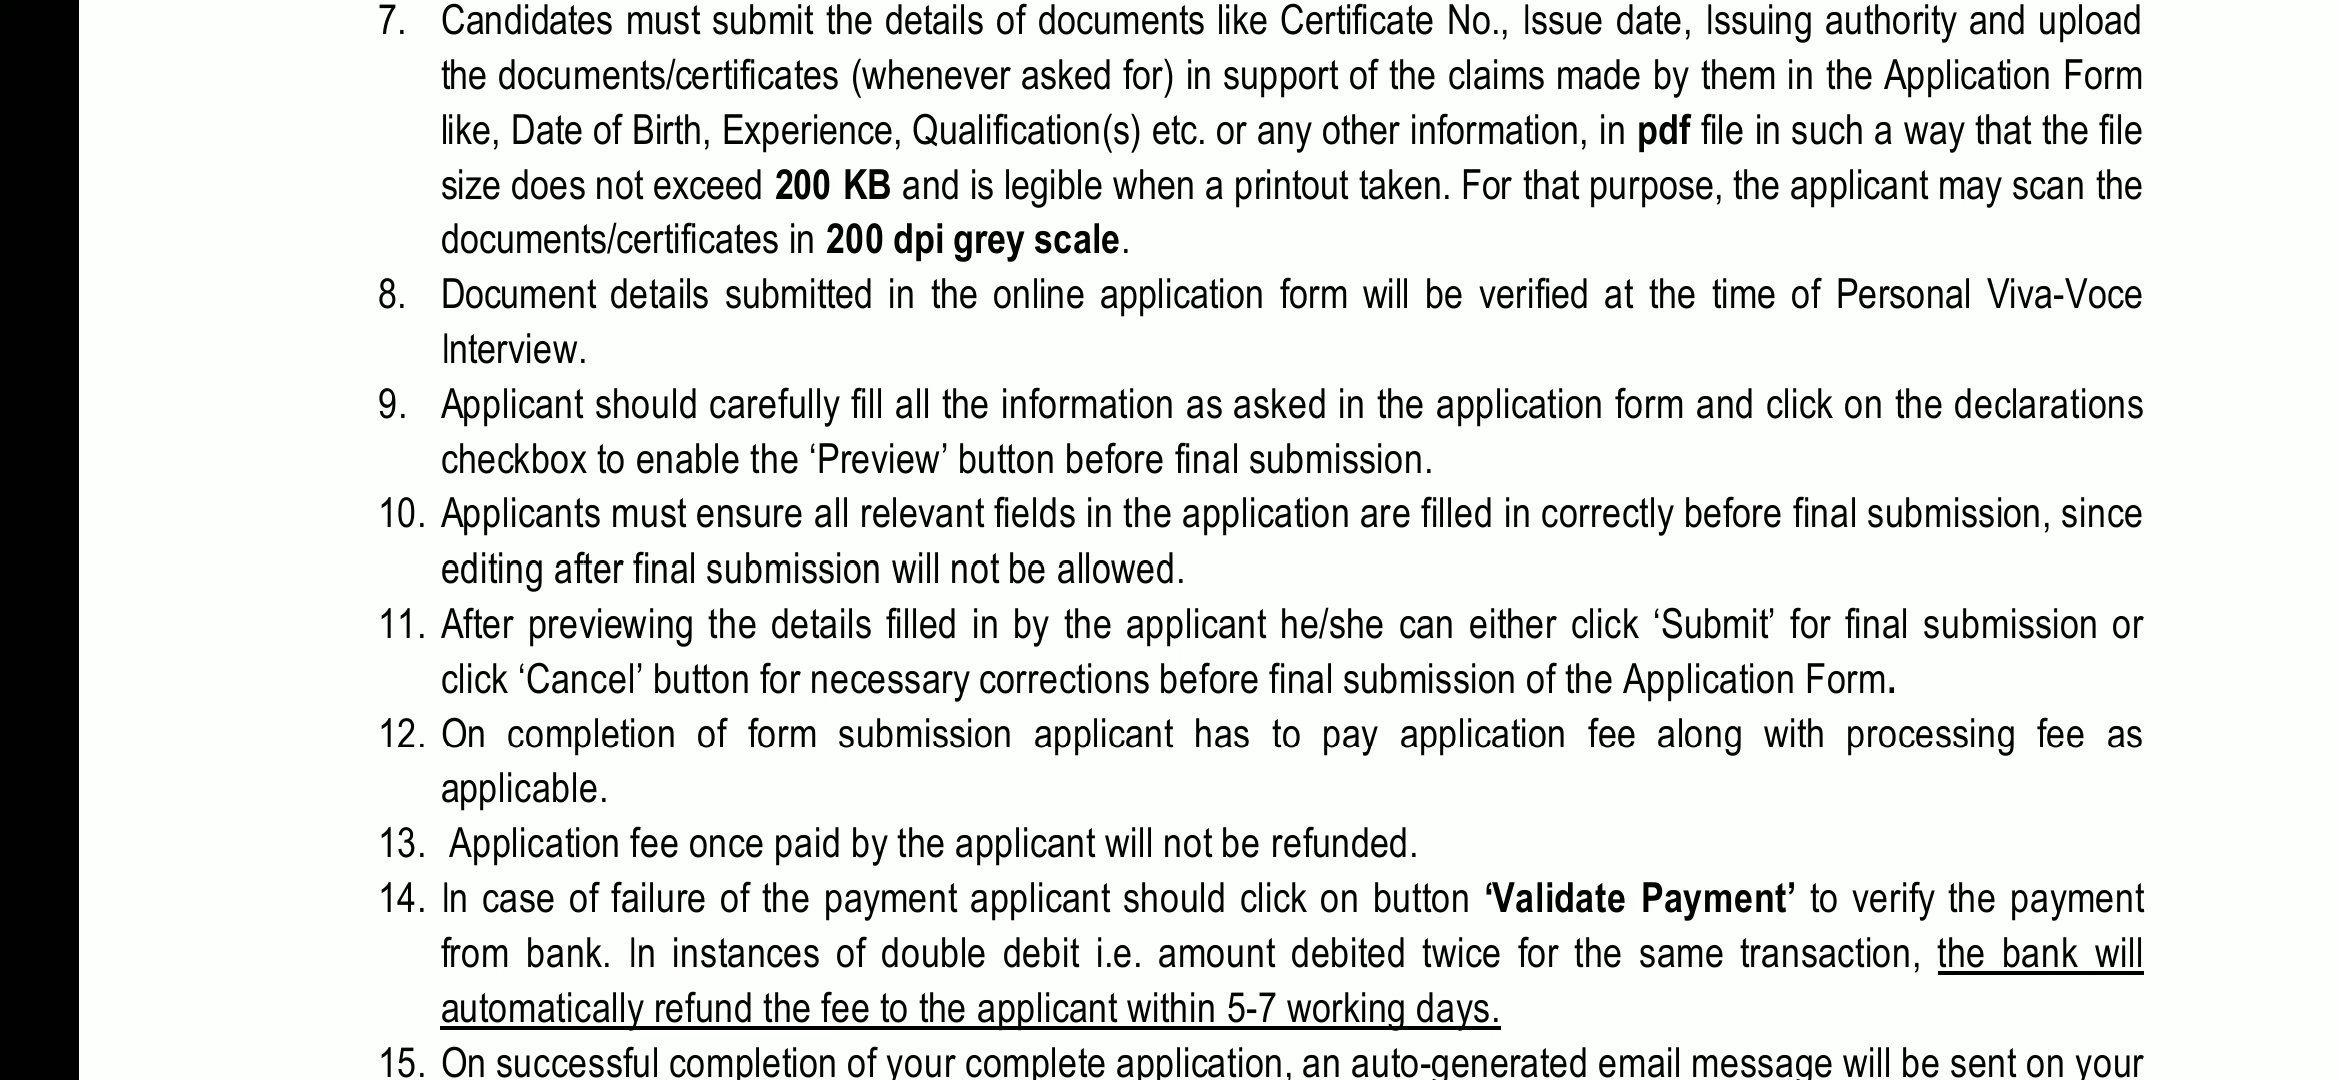 7. Candidates must submit the details of documents like Certificate No., Issue date, Issuing authority and upload
the documents/certificates (whenever asked for) in support of the claims made by them in the Application Form
like, Date of Birth, Experience, Qualification(s) etc. or any other information, in pdf file in such a way that the file
size does not exceed 200 KB and is legible when a printout taken. For that purpose, the applicant may scan the
documents/certificates in 200 dpi grey scale.
8. Document details submitted in the online application form will be verified at the time of Personal Viva-Voce
Interview.
9. Applicant should carefully fill all the information as asked in the application form and click on the declarations
checkbox to enable the ‘Preview’ button before final submission.
10. Applicants must ensure all relevant fields in the application are filled in correctly before final submission, since
editing after final submission will not be allowed.
11. After previewing the details filled in by the applicant he/she can either click ‘Submit’ for final submission or
click ‘Cancel’ button for necessary corrections before final submission of the Application Form.
12. On completion of form submission applicant has to pay application fee along with processing fee as
applicable.
13. Application fee once paid by the applicant will not be refunded.
14. In case of failure of the payment applicant should click on button ‘Validate Payment’ to verify the payment
from bank. In instances of double debit i.e. amount debited twice for the same transaction, the bank will
automatically refund the fee to the applicant within 5-7 working days.
15. On successful completion of your complete application, an auto-generated email message will be sent on your